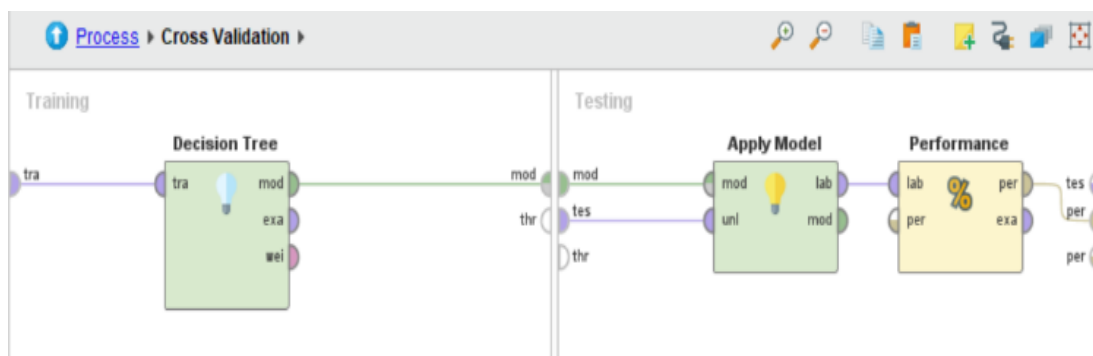 Process ▸ Cross Validation ▸
Training
Testing
Decision Tree
Apply Model
Performance
tra
tra
mod
mod
mod
mod
lab
lab
per
tes
exa
thr
tes
unl
mod
per
exa
per
wei
thr
per